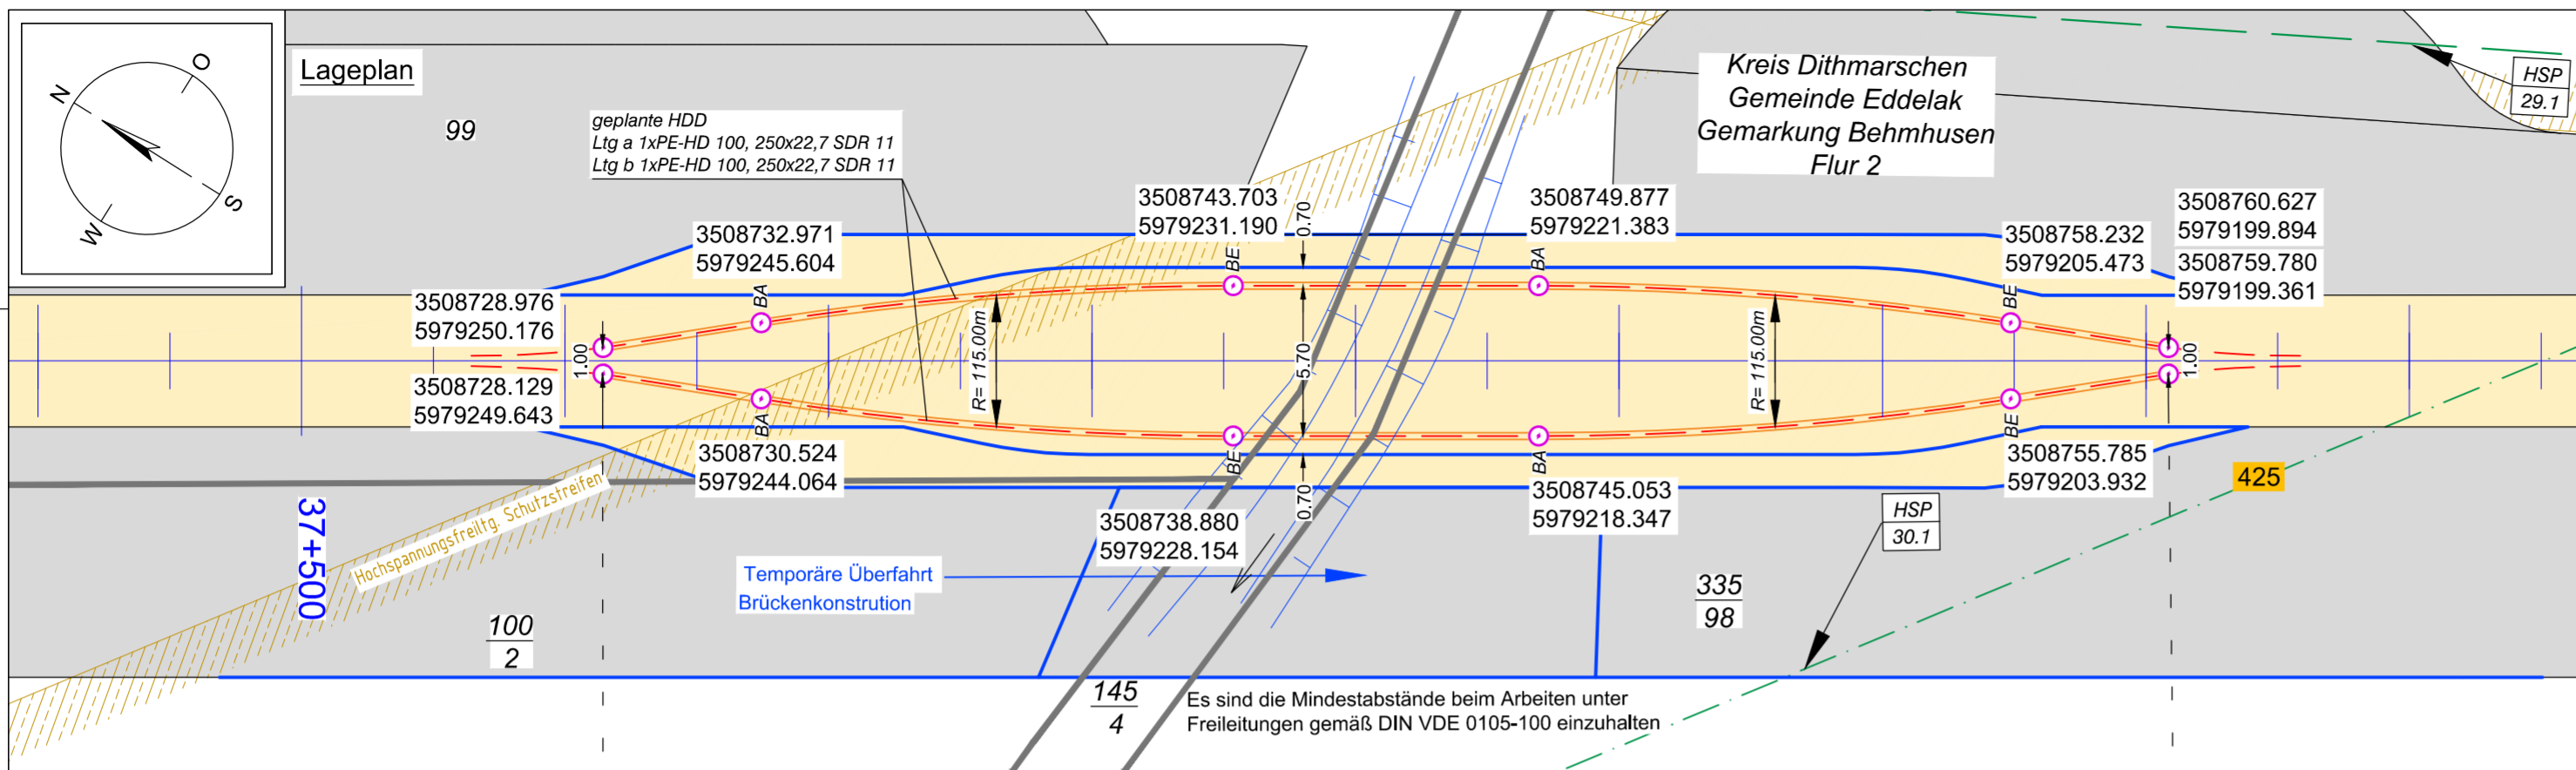 N
O
S
W
Lageplan
99
geplante HDD
Ltg a 1xPE-HD 100, 250x22,7 SDR 11
Ltg b 1xPE-HD 100, 250x22,7 SDR 11
Kreis Dithmarschen
Gemeinde Eddelak
Gemarkung Behmhusen
Flur 2
HSP
29.1
3508732.971
5979245.604
3508743.703
5979231.190
0.70
3508749.877
5979221.383
3508758.232
5979205.473
3508760.627
5979199.894
3508759.780
5979199.361
3508728.976
5979250.176
BA
BE
BA
BE
1.00
R= 115.00m
5.70
R= 115.00m
1.00
3508728.129
5979249.643
BA
BE
BA
BE
3508730.524
5979244.064
0.70
3508745.053
5979218.347
3508755.785
5979203.932
425
37+500
Hochspannungsfreiltg. Schutzstreifen
3508738.880
5979228.154
HSP
30.1
Temporäre Überfahrt
Brückenkonstrution
100
2
335
98
145
4
Es sind die Mindestabstände beim Arbeiten unter
Freileitungen gemäß DIN VDE 0105-100 einzuhalten